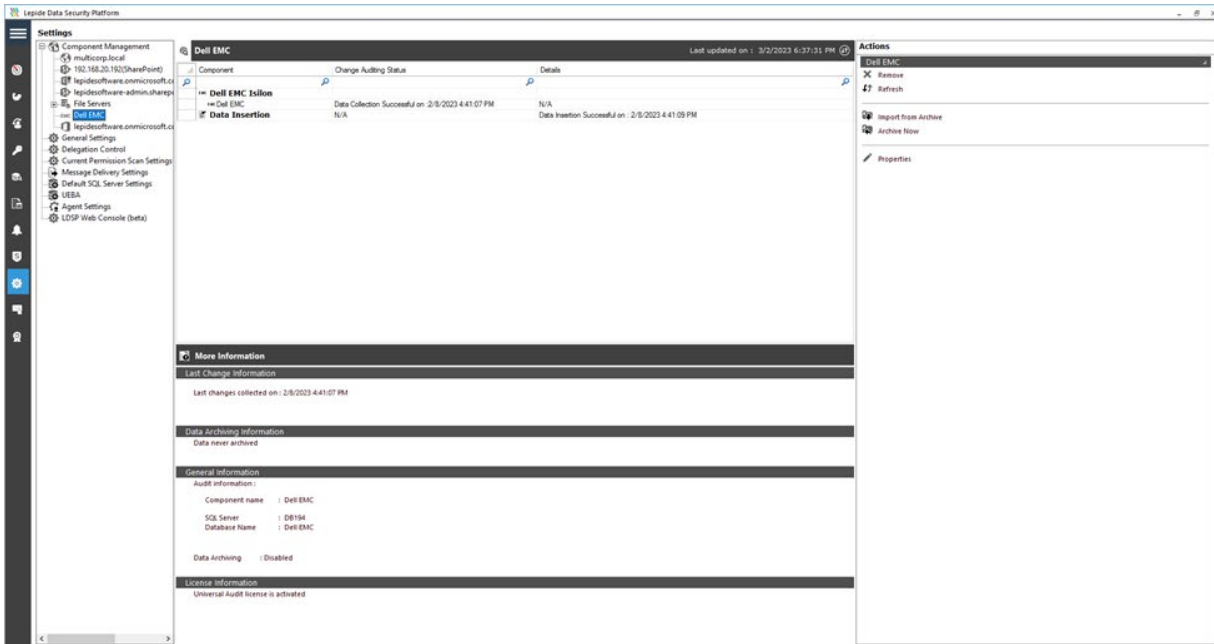 Lepide Data Security Platform
Settings
Component Management
multicorp.local
192.168.20.192(SharePoint)
lepidesoftware.onmicrosoft.co
lepidesoftware-admin.sharep
File Servers
Dell EMC
lepidesoftware.onmicrosoft.co
General Settings
Delegation Control
Current Permission Scan Settings
Message Delivery Settings
Default SQL Server Settings
UEBA
Agent Settings
LDSP Web Console (beta)
Dell EMC
Last updated on : 3/2/2023 6:37:31 PM
Component Change Auditing Status Details
Dell EMC Isilon
Dell EMC Data Collection Successful on :2/8/2023 4:41:07 PM N/A
Data Insertion N/A Data Insertion Successful on : 2/8/2023 4:41:09 PM
More Information
Last Change Information
Last changes collected on : 2/8/2023 4:41:07 PM
Data Archiving Information
Data never archived
General Information
Audit information :
Component name : Dell EMC
SQL Server : DB194
Database Name : Dell EMC
Data Archiving : Disabled
License Information
Universal Audit license is activated
Actions
Dell EMC
Remove
Refresh
Import from Archive
Archive Now
Properties